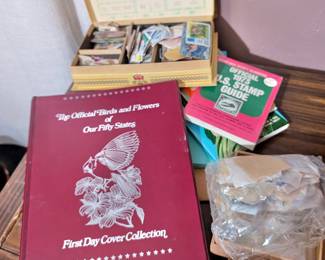 The Official Birds and Flowers
of
Our Fifty States
First Day Cover Collection
OFFICIAL
U.S. STAMP
GUIDE